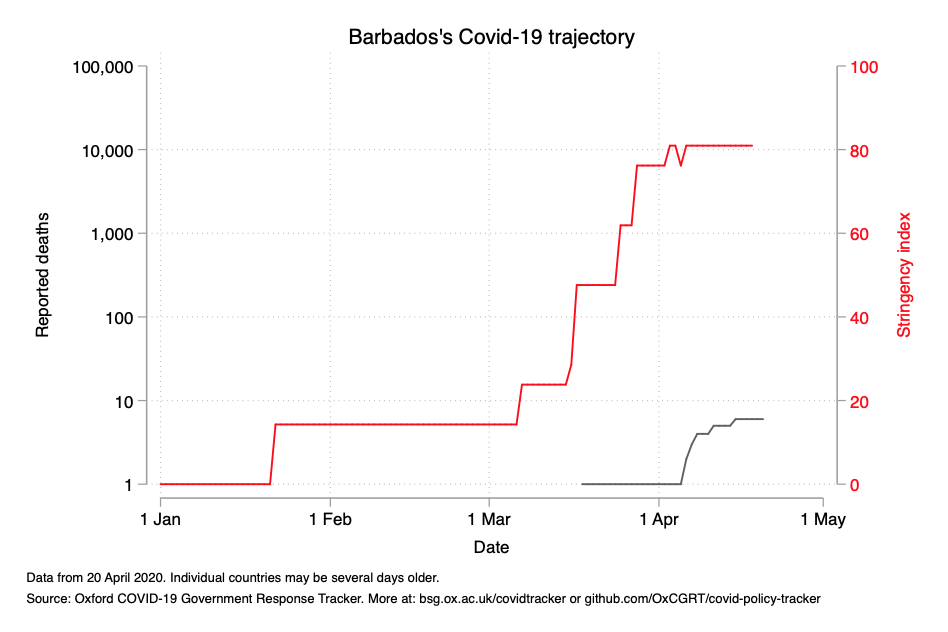 Barbados's Covid-19 trajectory
100,000
10,000
1,000
100
10
1
Reported deaths
100
80
60
40
20
0
Stringency index
1 Jan
1 Feb
1 Mar
1 Apr
1 May
Date
Data from 20 April 2020. Individual countries may be several days older.
Source: Oxford COVID-19 Government Response Tracker. More at: bsg.ox.ac.uk/covidtracker or github.com/OxCGRT/covid-policy-tracker